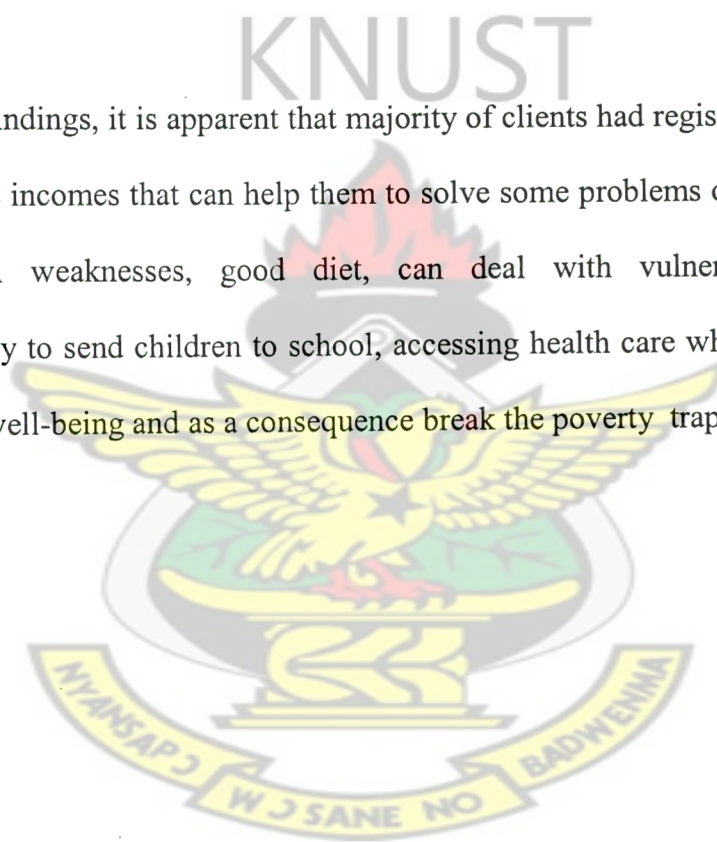 KNUST
ndings, it is apparent that majority of clients had regis
incomes that can help them to solve some problems
weaknesses, good diet, can deal with vulner
y to send children to school, accessing health care wh
well-being and as a consequence break the poverty trap
NYANSAPƆ WƆSANE NO BADWENMA